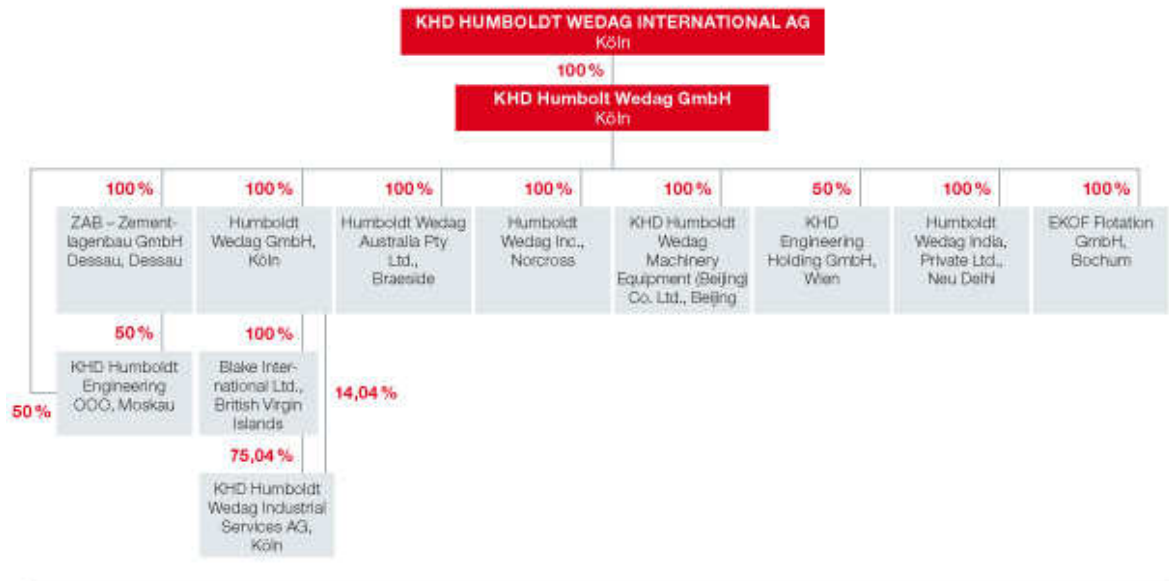 KHD HUMBOLDT WEDAG INTERNATIONAL AG
Köln
100%
KHD Humbolt Wedag GmbH
Köln
100%
100%
100%
100%
100%
50%
100%
100%
ZAB – Zement-
lagenbau GmbH
Dessau, Dessau
Humboldt
Wedag GmbH,
Köln
Humboldt Wedag
Australia Pty
Ltd.,
Braeside
Humboldt
Wedag Inc.,
Norcross
KHD Humboldt
Wedag
Machinery
Equipment (Beijing)
Co. Ltd., Beijing
KHD
Engineering
Holding GmbH,
Wien
Humboldt
Wedag India,
Private Ltd.,
Neu Delhi
EKOF Flotation
GmbH,
Bochum
50%
100%
KHD Humboldt
Engineering
OOO, Moskau
Blake Inter-
national Ltd.,
British Virgin
Islands
14,04%
50%
75,04%
KHD Humboldt
Wedag Industrial
Services AG,
Köln